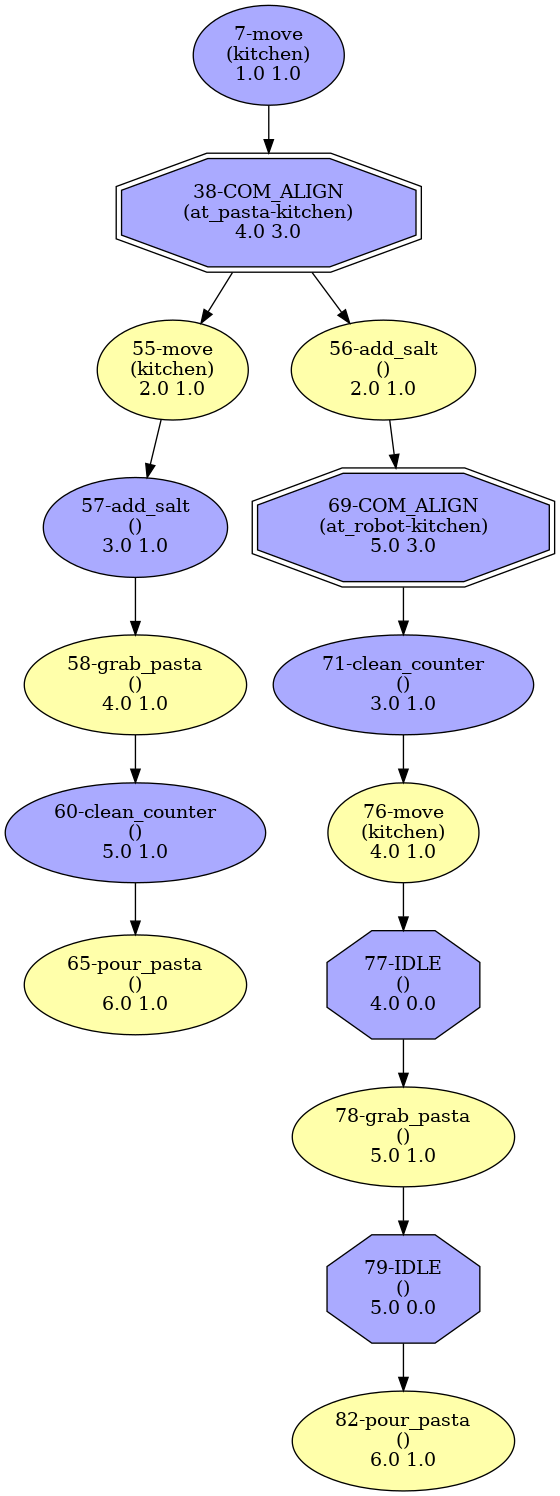 7-move
(kitchen)
1.0 1.0
38-COM_ALIGN
(at_pasta-kitchen)
4.0 3.0
55-move
(kitchen)
2.0 1.0
56-add_salt
()
2.0 1.0
57-add_salt
()
3.0 1.0
69-COM_ALIGN
(at_robot-kitchen)
5.0 3.0
58-grab_pasta
()
4.0 1.0
71-clean_counter
()
3.0 1.0
60-clean_counter
()
5.0 1.0
76-move
(kitchen)
4.0 1.0
65-pour_pasta
()
6.0 1.0
77-IDLE
()
4.0 0.0
78-grab_pasta
()
5.0 1.0
79-IDLE
()
5.0 0.0
82-pour_pasta
()
6.0 1.0